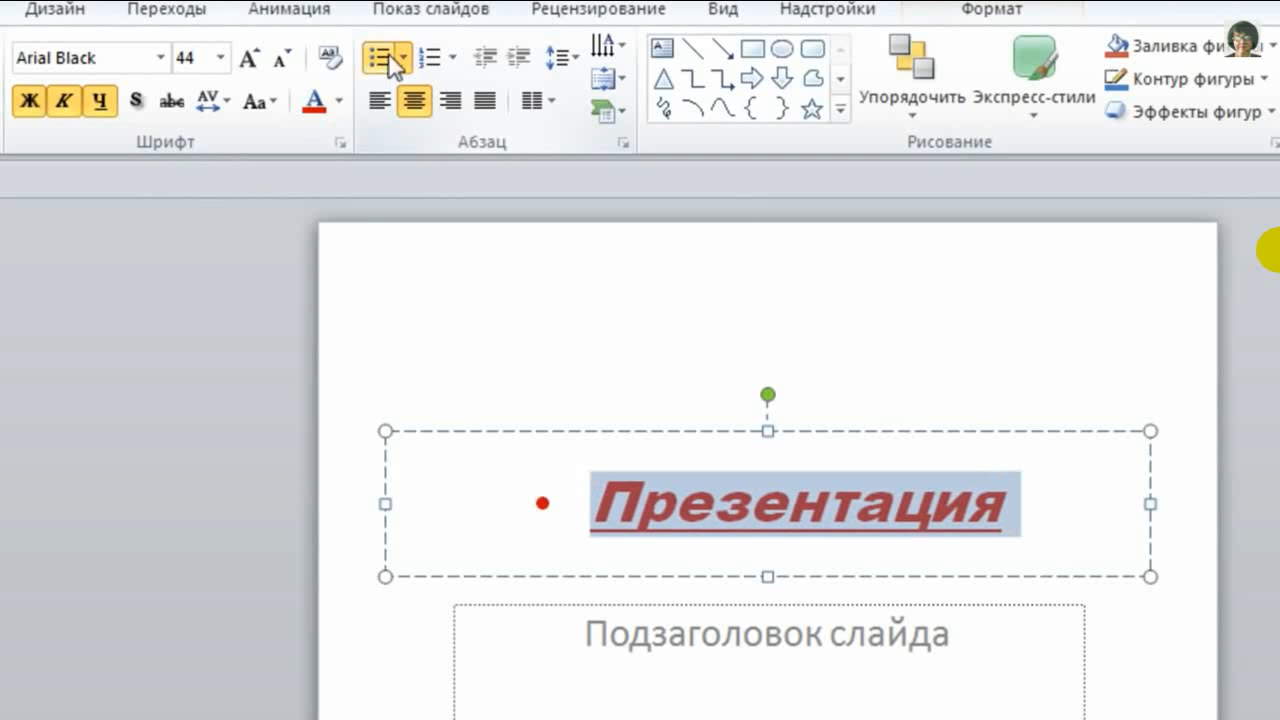 Дизайн Переходы Анимация Показ слайдов Рецензирование Вид Надстройки Формат
Arial Black 44
Ж К Ч S abc AV Aa А
Шрифт
Абзац
Упорядочить Экспресс-стили
Заливка фигуры
Контур фигуры
Эффекты фигур
Рисование
Презентация
Подзаголовок слайда